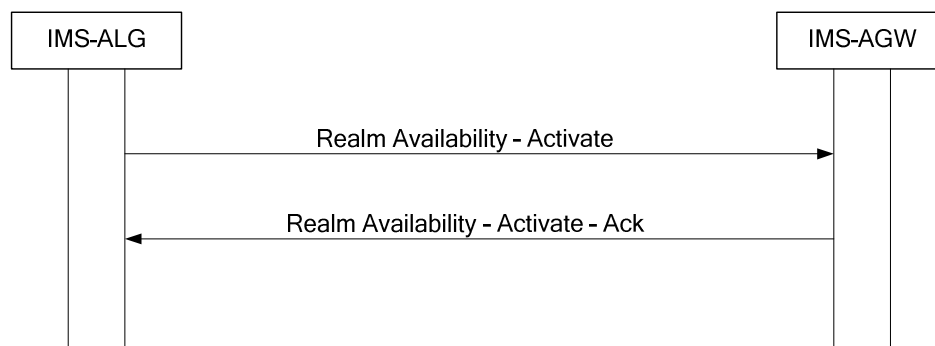 IMS-ALG
IMS-AGW
Realm Availability - Activate
Realm Availability - Activate - Ack